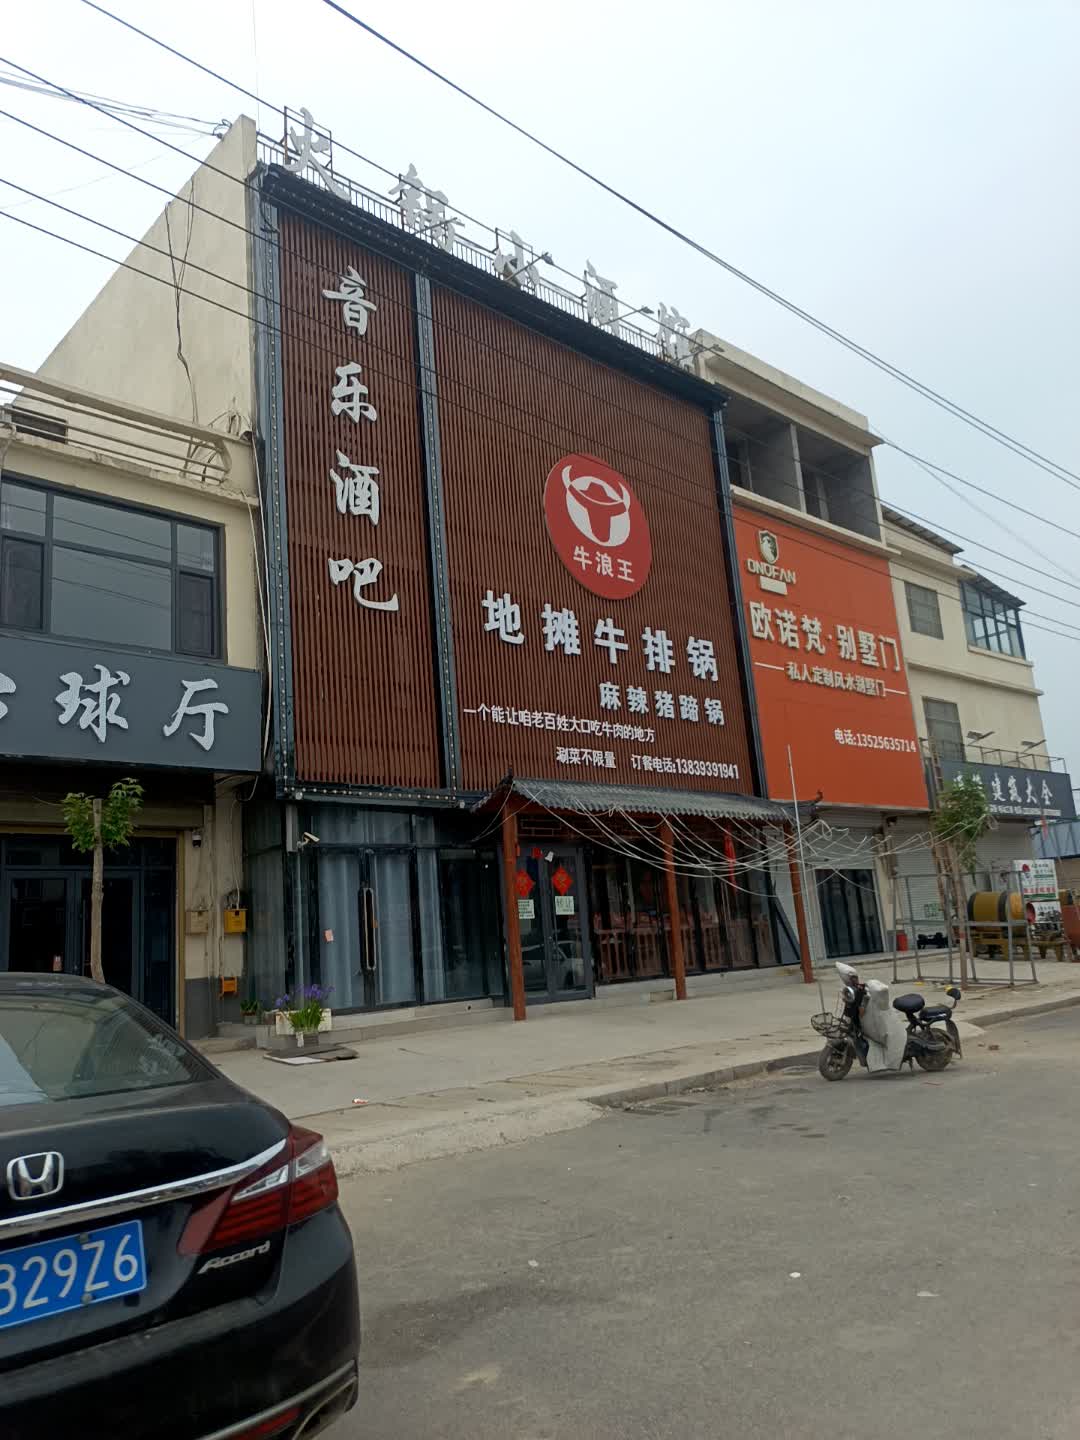 火锅小酒馆
音乐酒吧
牛浪王
地摊牛排锅
麻辣猪蹄锅
一个能让咱老百姓大口吃牛肉的地方
涮菜不限量 订餐电话:13839391941
ONOFAN
欧诺梵·别墅门
私人定制风水别墅门
电话:13525635714
球厅
建筑大全
Accord
B29Z6